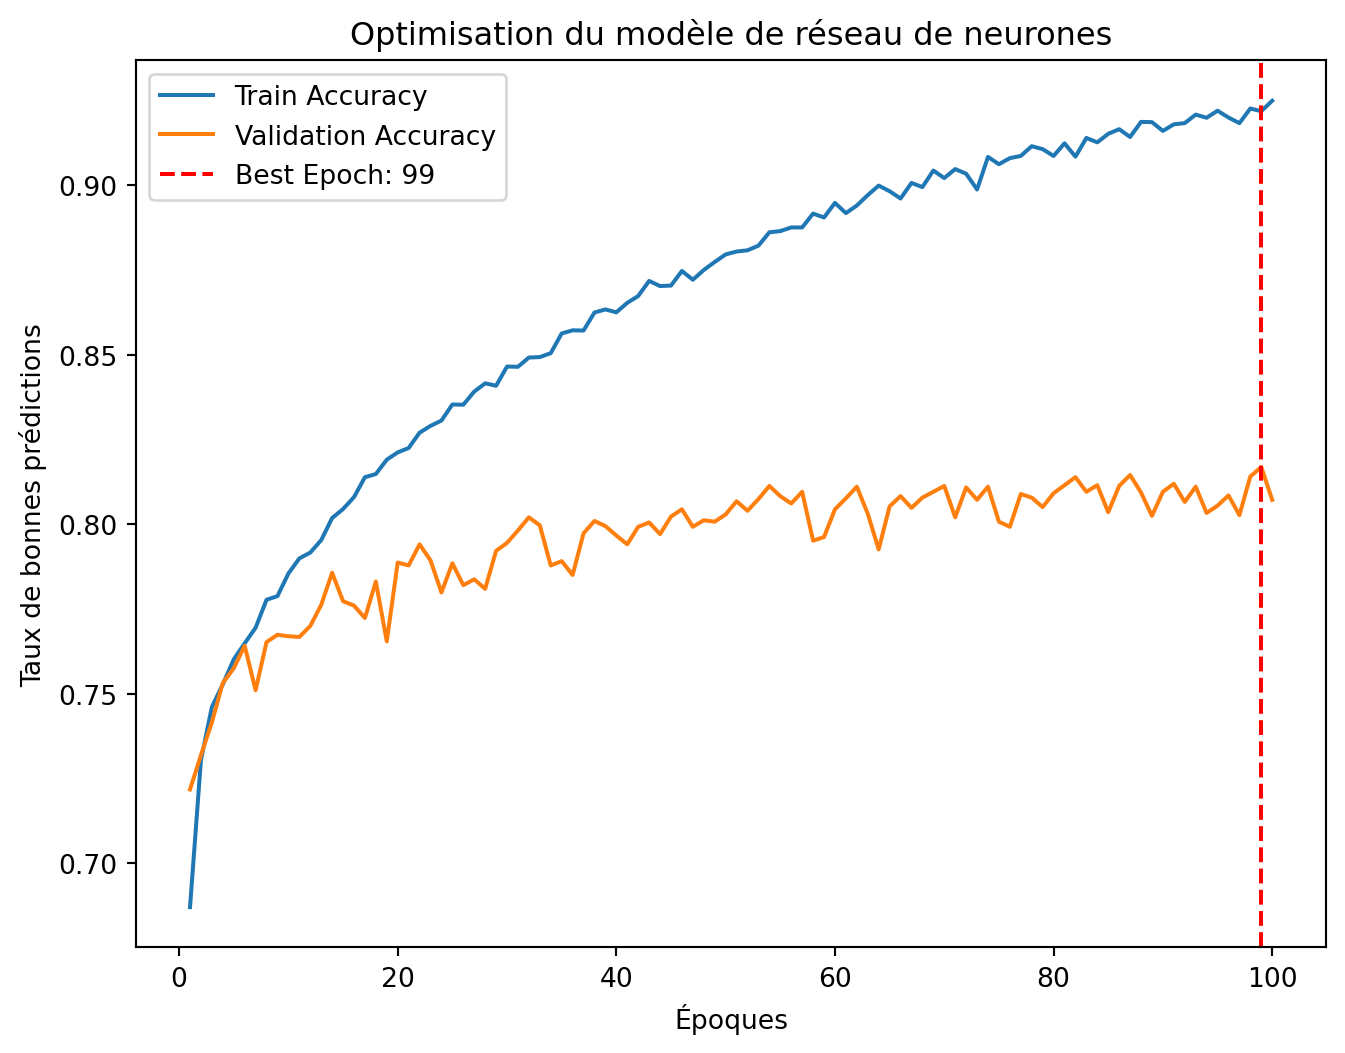 Optimisation du modèle de réseau de neurones
Train Accuracy
Validation Accuracy
Best Epoch: 99
0.90
0.85
0.80
0.75
0.70
Taux de bonnes prédictions
0 20 40 60 80 100
Époques